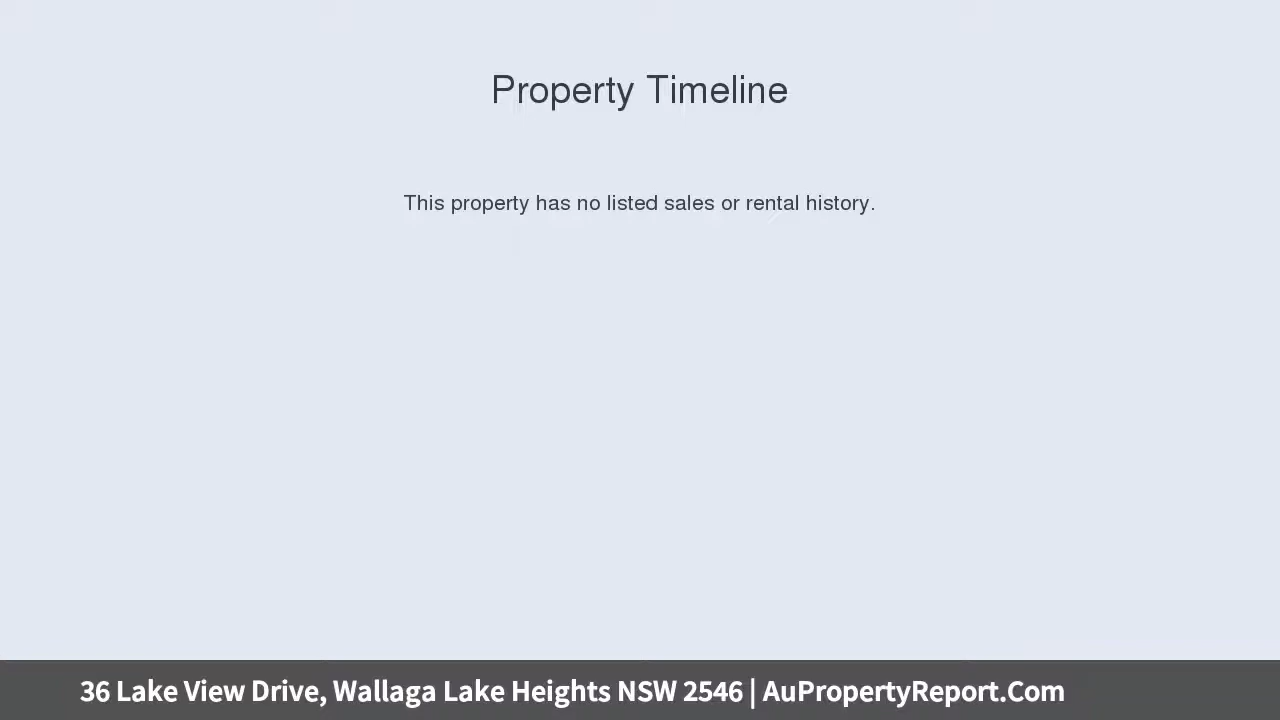 Property Timeline
This property has no listed sales or rental history.
36 Lake View Drive, Wallaga Lake Heights NSW 2546 | AuPropertyReport.Com